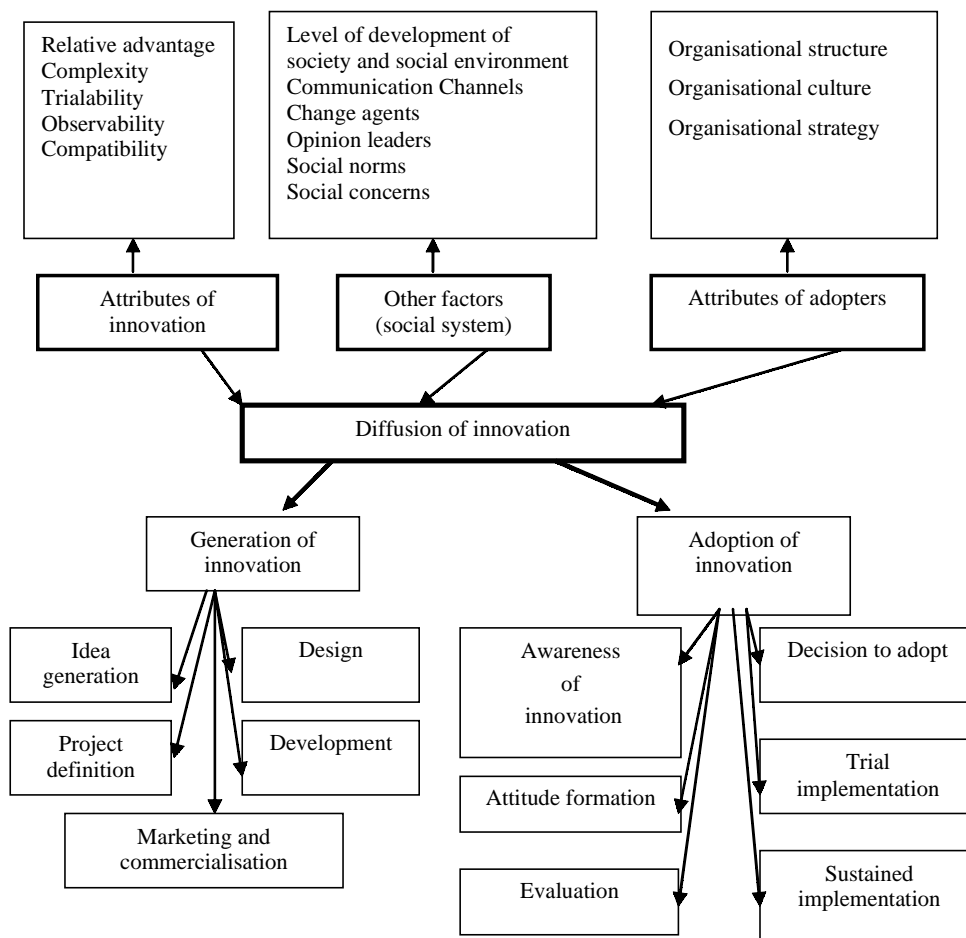 Relative advantage
Complexity
Trialability
Observability
Compatibility
Level of development of
society and social environment
Communication Channels
Change agents
Opinion leaders
Social norms
Social concerns
Organisational structure
Organisational culture
Organisational strategy
Attributes of
innovation
Other factors
(social system)
Attributes of adopters
Diffusion of innovation
Generation of
innovation
Adoption of
innovation
Idea
generation
Design
Project
definition
Development
Marketing and
commercialisation
Awareness
of
innovation
Decision to adopt
Attitude formation
Trial
implementation
Evaluation
Sustained
implementation